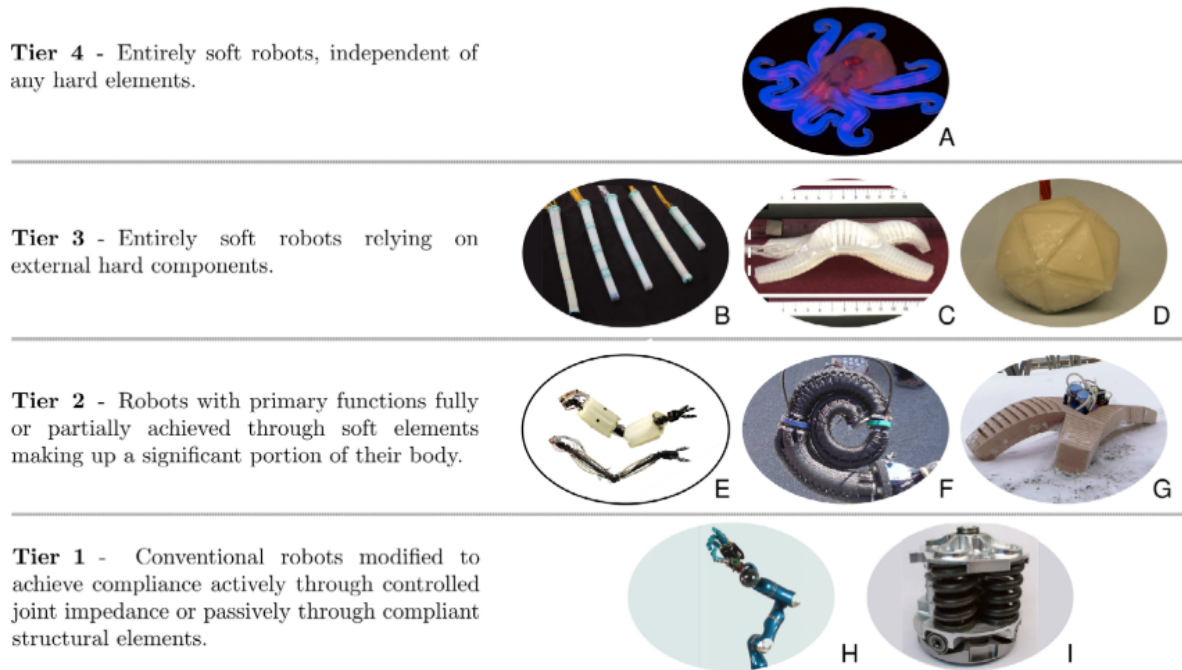 Tier 4 - Entirely soft robots, independent of
any hard elements.
A
Tier 3 - Entirely soft robots relying on
external hard components.
B
C
D
Tier 2 - Robots with primary functions fully
or partially achieved through soft elements
making up a significant portion of their body.
E
F
G
Tier 1 - Conventional robots modified to
achieve compliance actively through controlled
joint impedance or passively through compliant
structural elements.
H
I